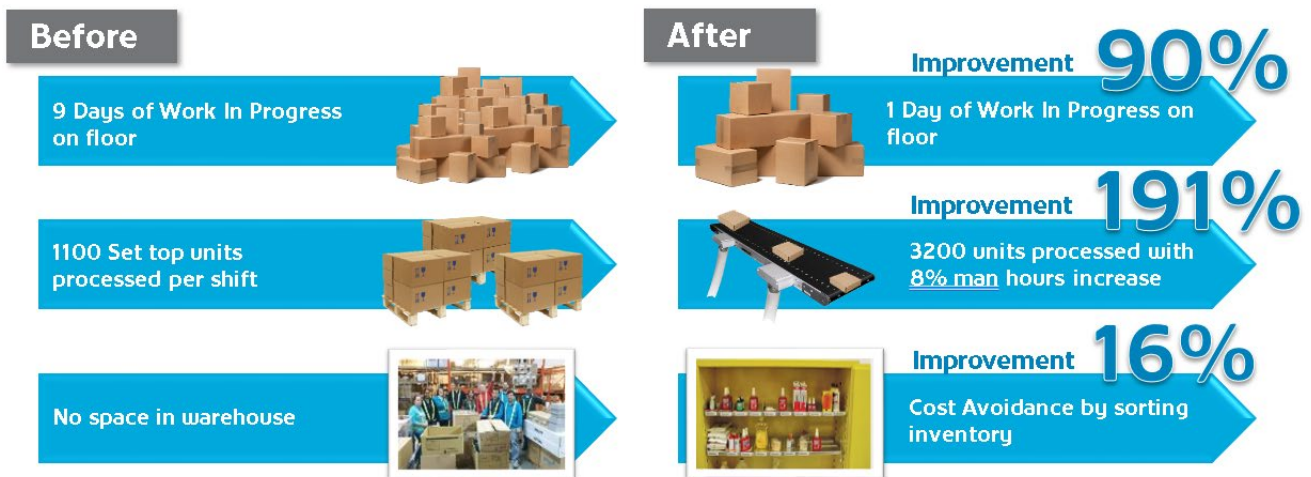 Before
After
Improvement 90%
9 Days of Work In Progress
on floor
1 Day of Work In Progress on
floor
Improvement 191%
1100 Set top units
processed per shift
3200 units processed with
8% man hours increase
Improvement 16%
No space in warehouse
Cost Avoidance by sorting
inventory